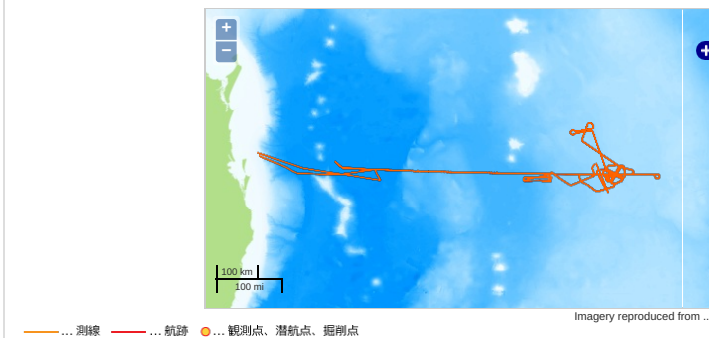 +
−
+
100 km
100 mi
Imagery reproduced from ..
... 測線 ... 航跡 ... 観測点、潜航点、掘削点